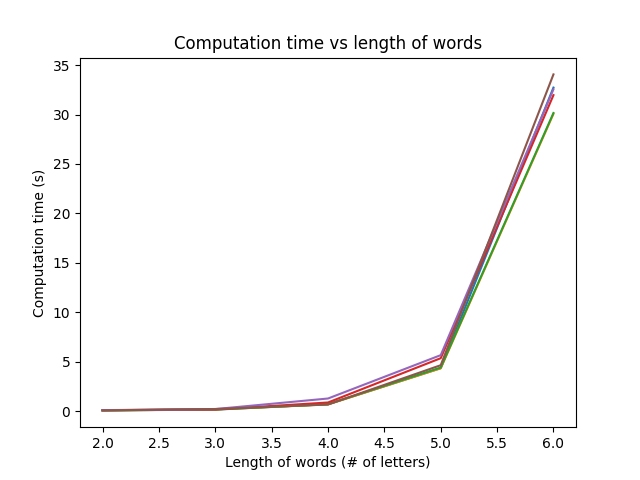 Computation time vs length of words
35
30
25
20
15
10
5
0
Computation time (s)
2.0 2.5 3.0 3.5 4.0 4.5 5.0 5.5 6.0
Length of words (# of letters)